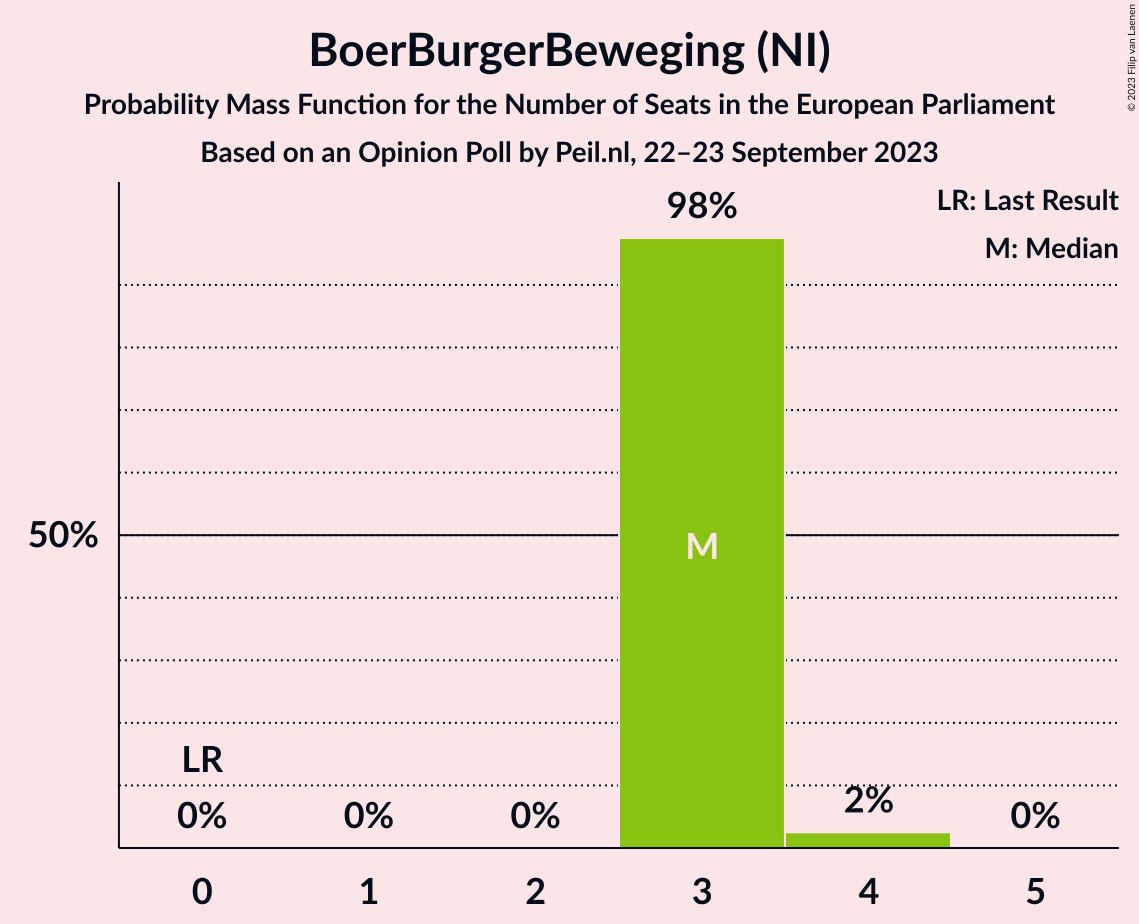 BoerBurgerBeweging (NI)
Probability Mass Function for the Number of Seats in the European Parliament
Based on an Opinion Poll by Peil.nl, 22–23 September 2023
© 2023 Filip van Laenen
LR: Last Result
M: Median
98%
50%
M
LR
0%
0%
0%
2%
0%
0
1
2
3
4
5